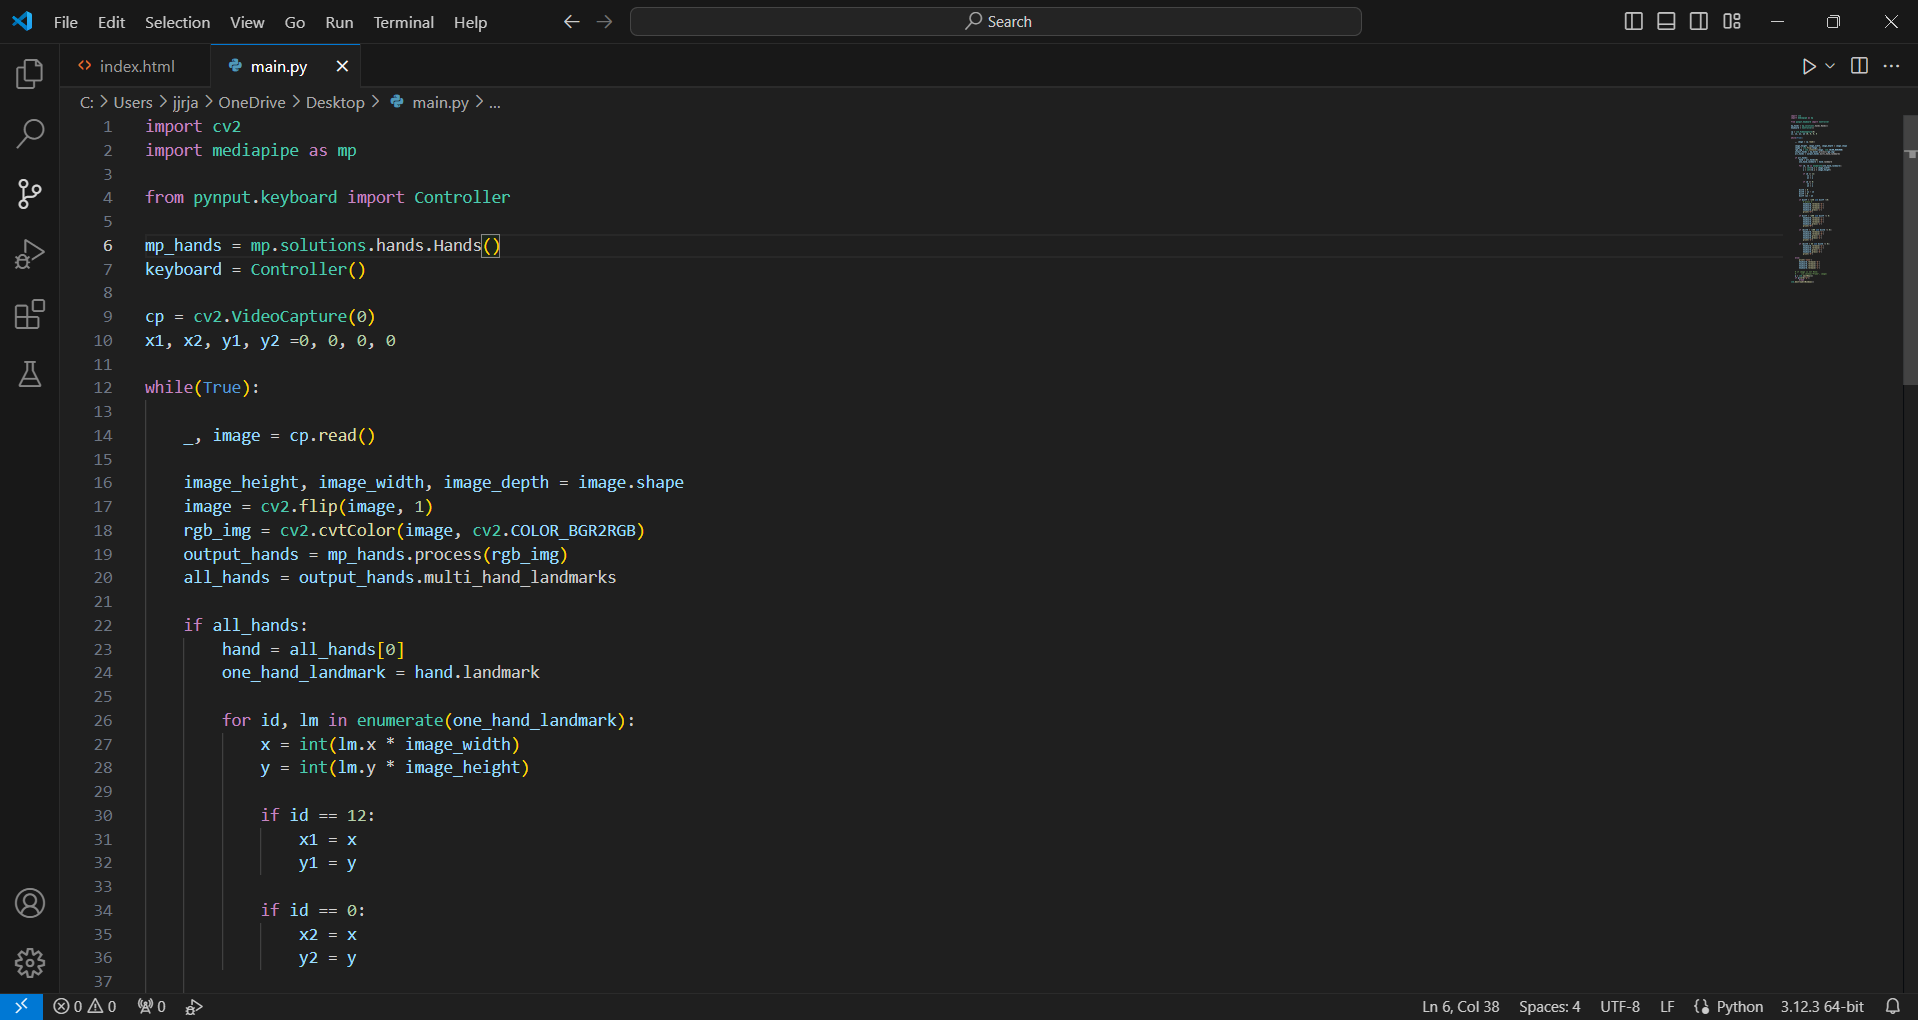 File Edit Selection View Go Run Terminal Help Search
index.html main.py
C: > Users > jjrja > OneDrive > Desktop > main.py > ...
1 import cv2
2 import mediapipe as mp
3
4 from pynput.keyboard import Controller
5
6 mp_hands = mp.solutions.hands.Hands()
7 keyboard = Controller()
8
9 cp = cv2.VideoCapture(0)
10 x1, x2, y1, y2 =0, 0, 0, 0
11
12 while(True):
13
14     _, image = cp.read()
15
16     image_height, image_width, image_depth = image.shape
17     image = cv2.flip(image, 1)
18     rgb_img = cv2.cvtColor(image, cv2.COLOR_BGR2RGB)
19     output_hands = mp_hands.process(rgb_img)
20     all_hands = output_hands.multi_hand_landmarks
21
22     if all_hands:
23         hand = all_hands[0]
24         one_hand_landmark = hand.landmark
25
26         for id, lm in enumerate(one_hand_landmark):
27             x = int(lm.x * image_width)
28             y = int(lm.y * image_height)
29
30             if id == 12:
31                 x1 = x
32                 y1 = y
33
34             if id == 0:
35                 x2 = x
36                 y2 = y
37
0 0 0 Ln 6, Col 38 Spaces: 4 UTF-8 LF Python 3.12.3 64-bit